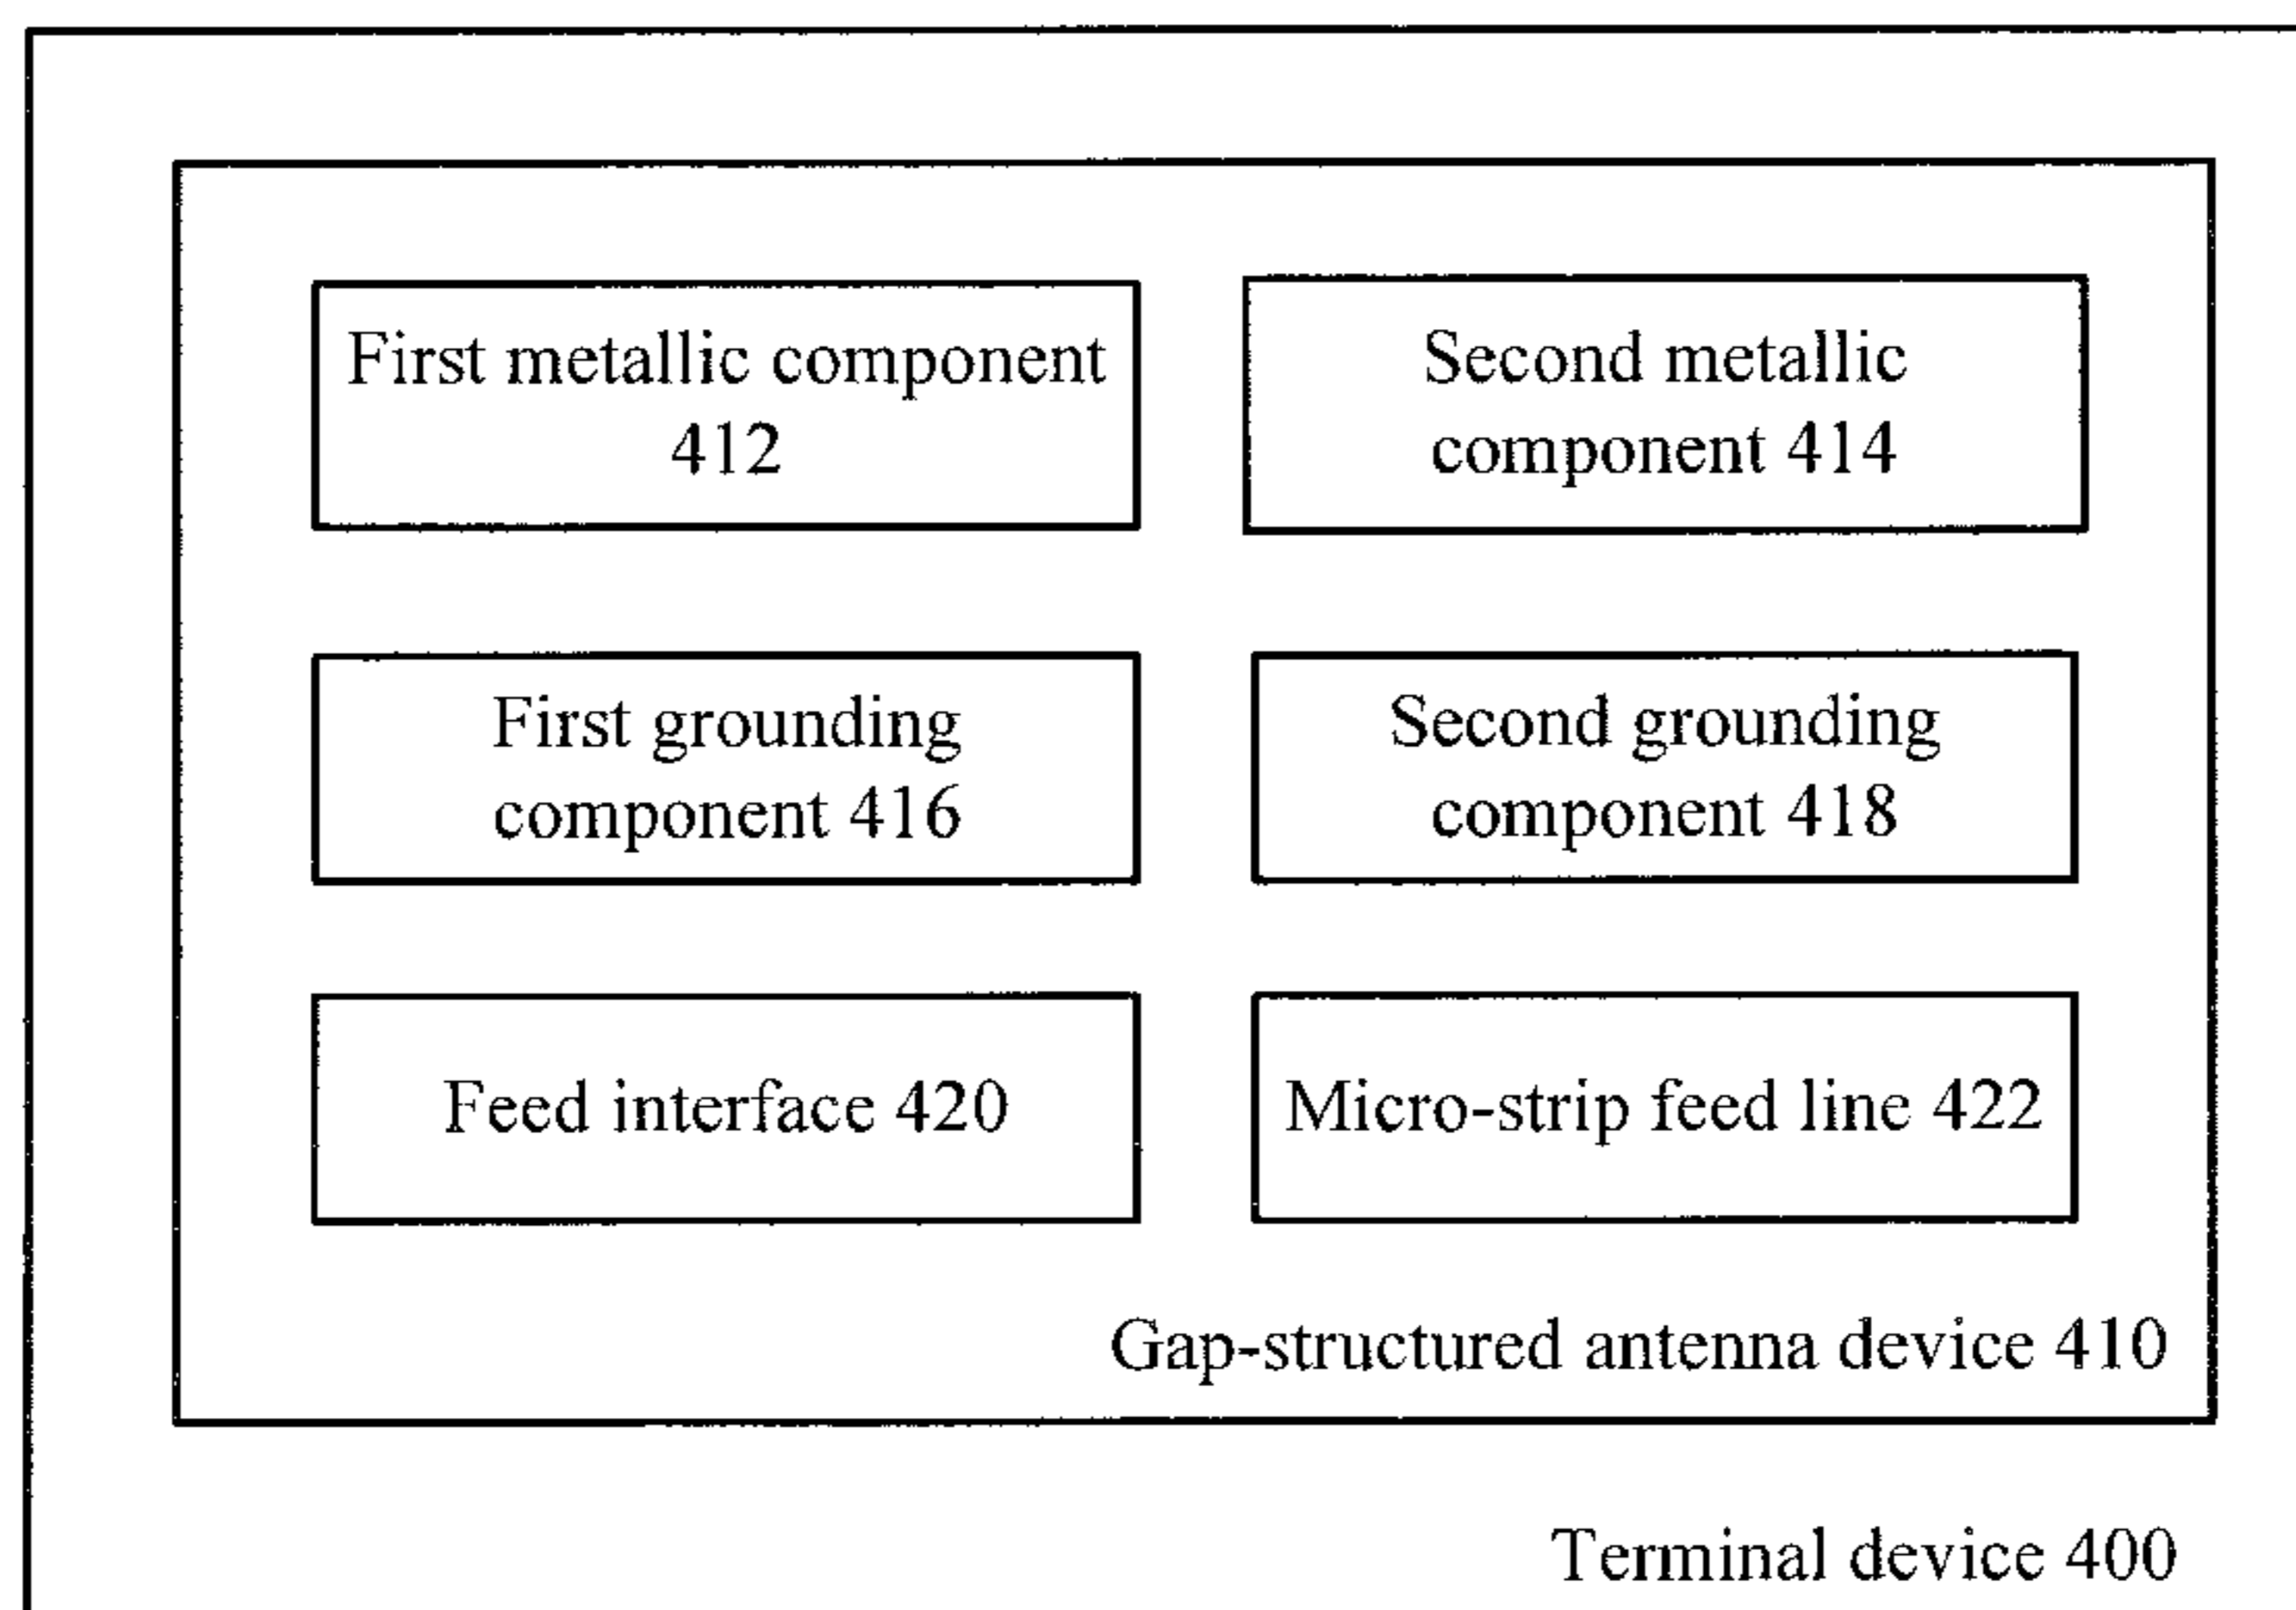 First metallic component
412
Second metallic
component 414
First grounding
component 416
Second grounding
component 418
Feed interface 420
Micro-strip feed line 422
Gap-structured antenna device 410
Terminal device 400